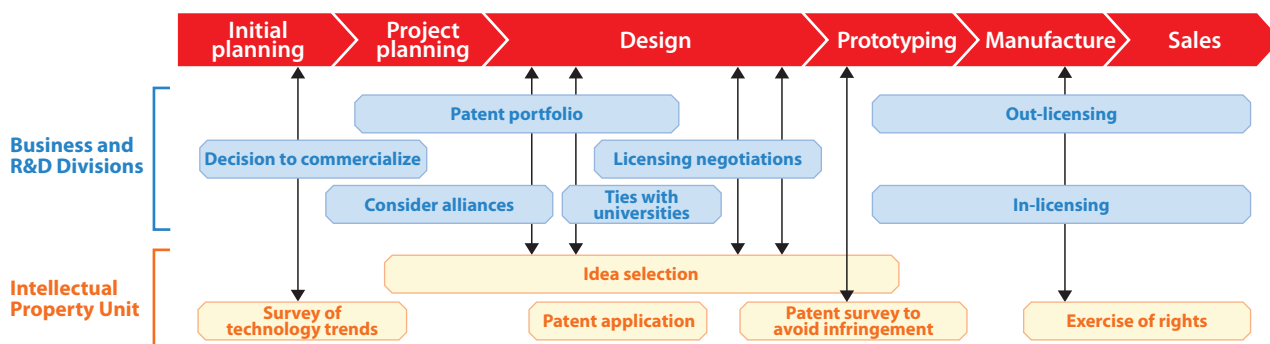 Initial
planning
Project
planning
Design
Prototyping
Manufacture
Sales
Business and
R&D Divisions
Patent portfolio
Out-licensing
Decision to commercialize
Licensing negotiations
Consider alliances
Ties with
universities
In-licensing
Intellectual
Property Unit
Idea selection
Survey of
technology trends
Patent application
Patent survey to
avoid infringement
Exercise of rights